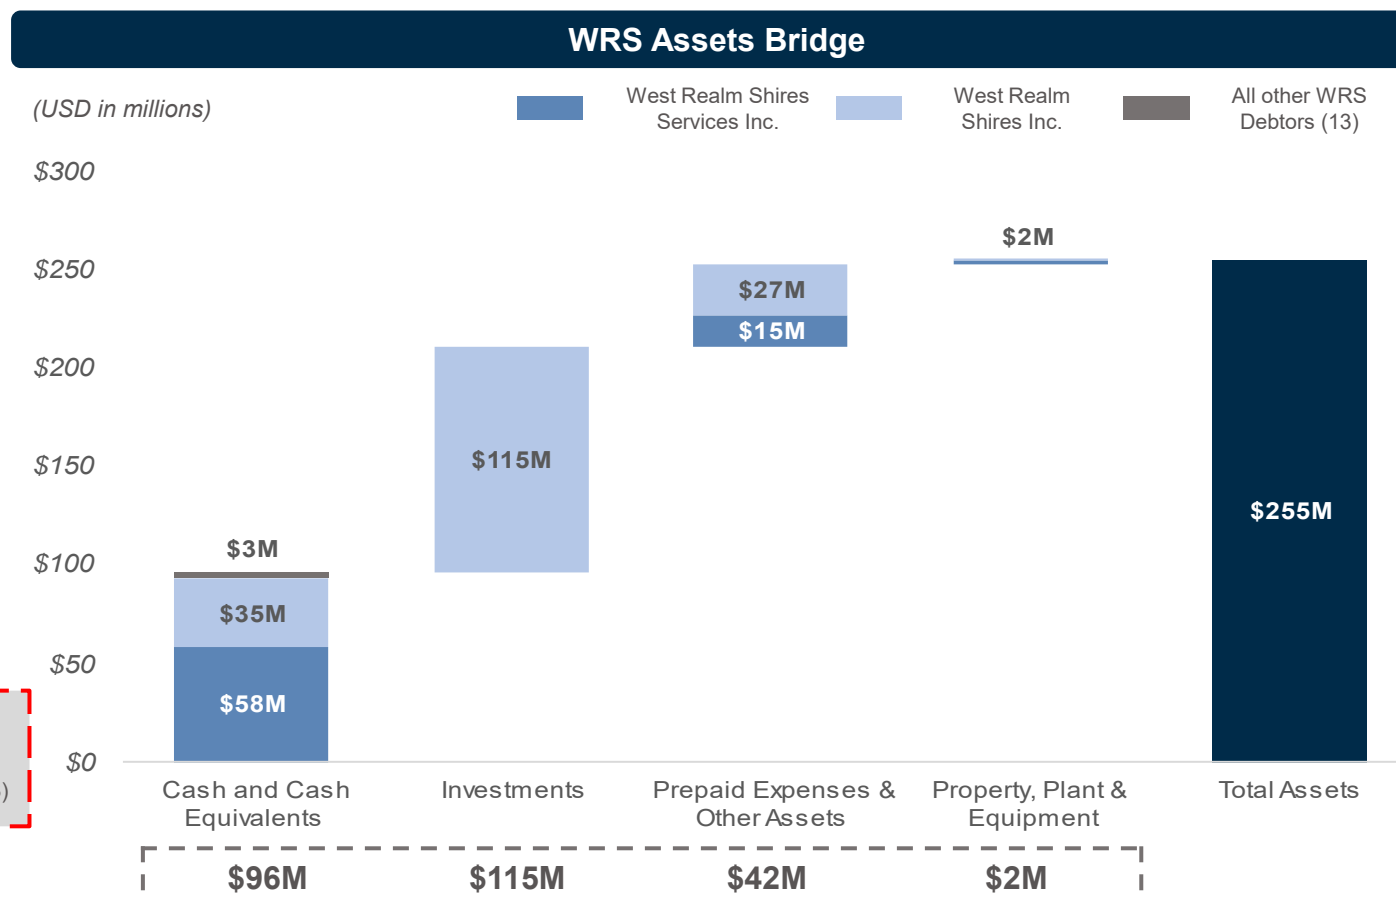 WRS Assets Bridge
(USD in millions)
West Realm Shires
Services Inc.
West Realm
Shires Inc.
All other WRS
Debtors (13)
$300
$250
$200
$150
$100
$50
$0
$3M
$35M
$58M
$115M
$27M
$15M
$2M
$255M
)
Cash and Cash
Equivalents
Investments
Prepaid Expenses &
Other Assets
Property, Plant &
Equipment
Total Assets
$96M
$115M
$42M
$2M